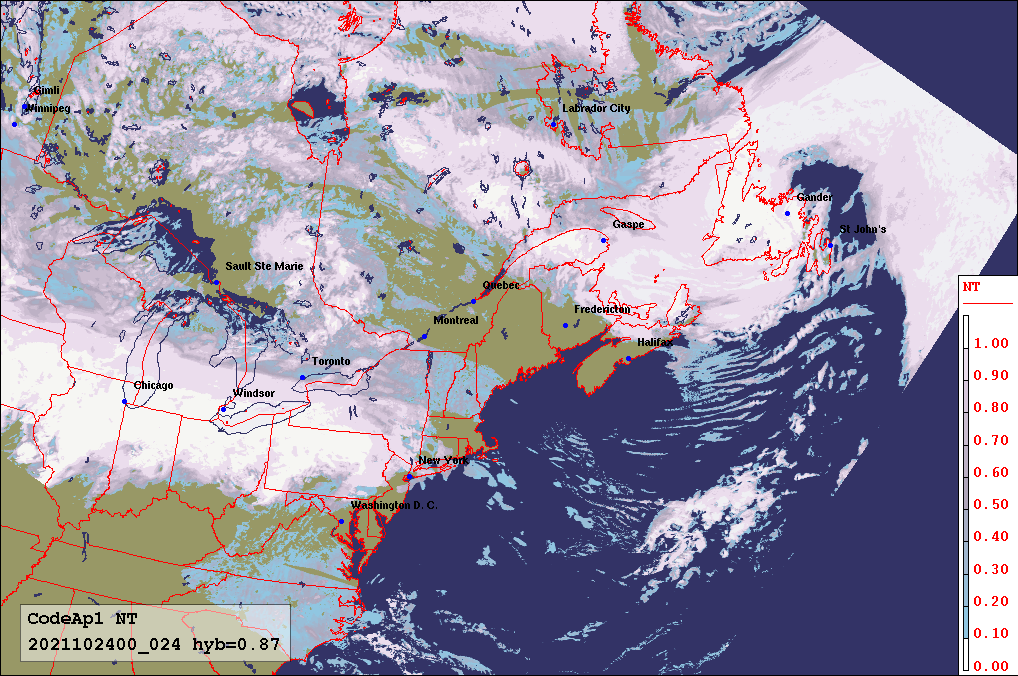 Gimli
Winnipeg
Labrador City
Gander
Gaspe
St John's
Sault Ste Marie
Quebec
NT
Fredericton
Montreal
Halifax
1.00
Toronto
0.90
Chicago
Windsor
0.80
0.70
New York
0.60
Washington D. C.
0.50
0.40
0.30
0.20
CodeAp1 NT
0.10
2021102400_024 hyb=0.87
0.00